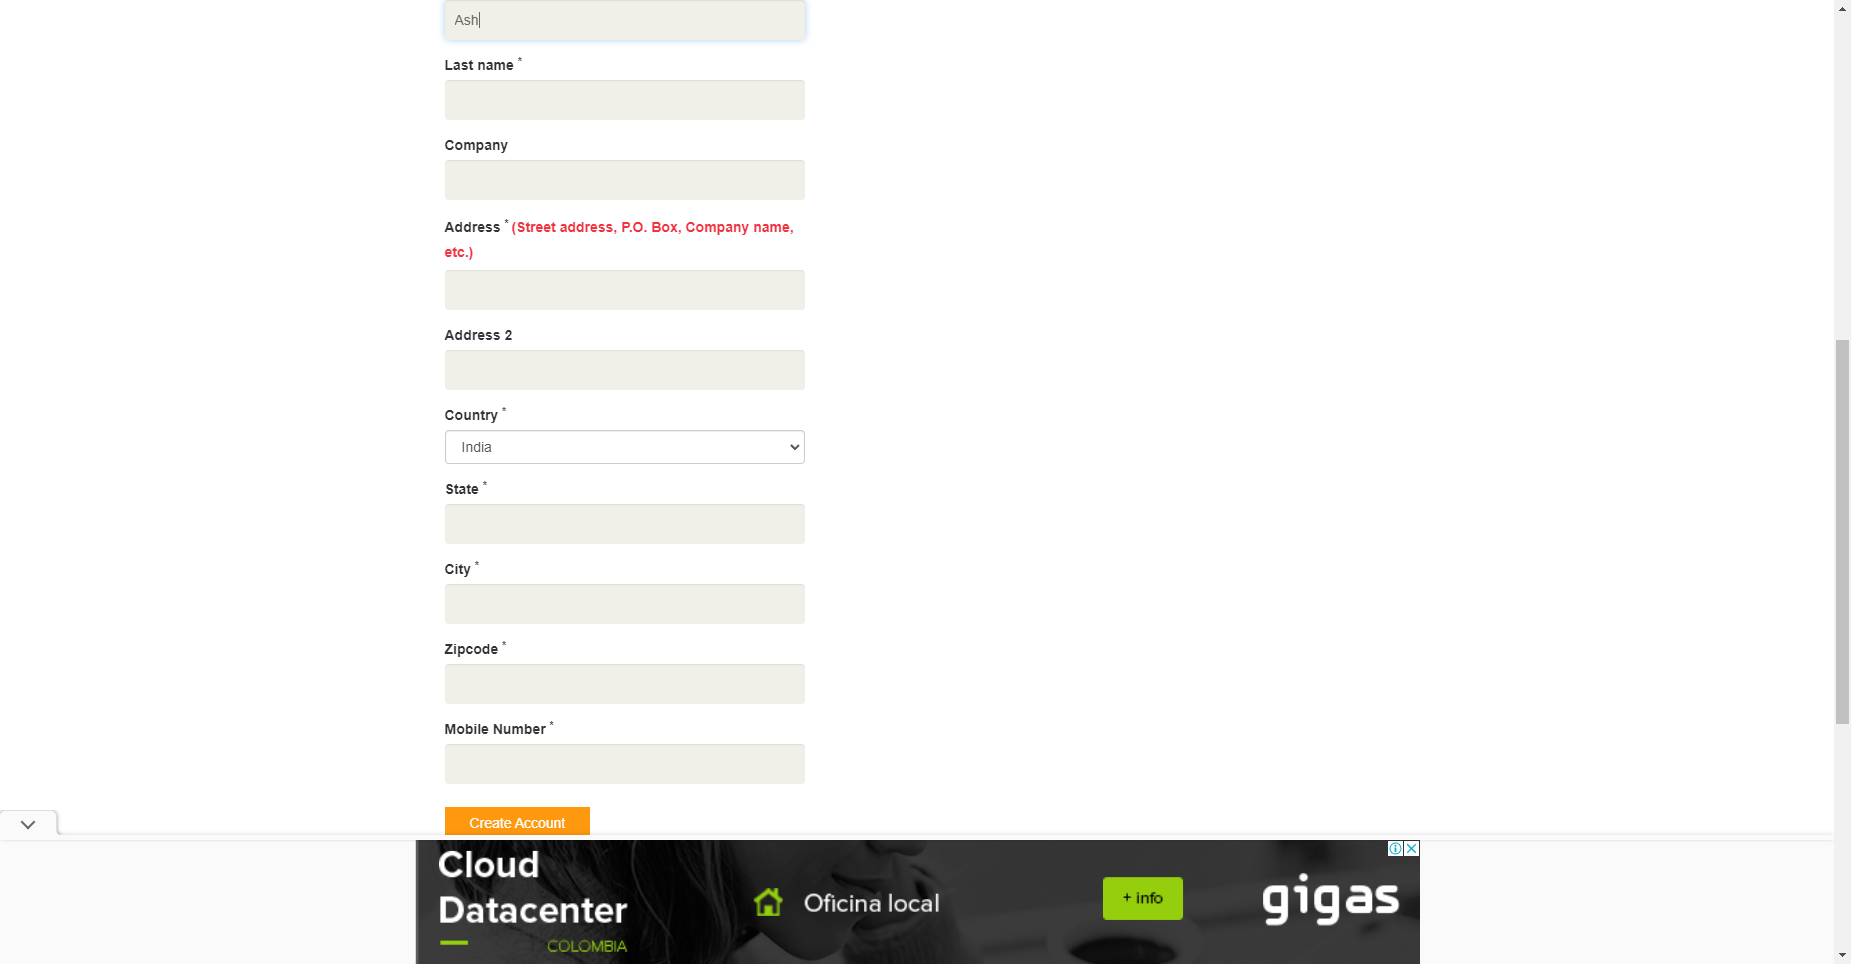 Ash
Last name *
Company
Address * (Street address, P.O. Box, Company name,
etc.)
Address 2
Country *
India
State *
City *
Zipcode *
Mobile Number *
Create Account
Cloud
Datacenter
COLOMBIA
Oficina local
+ info
gigas